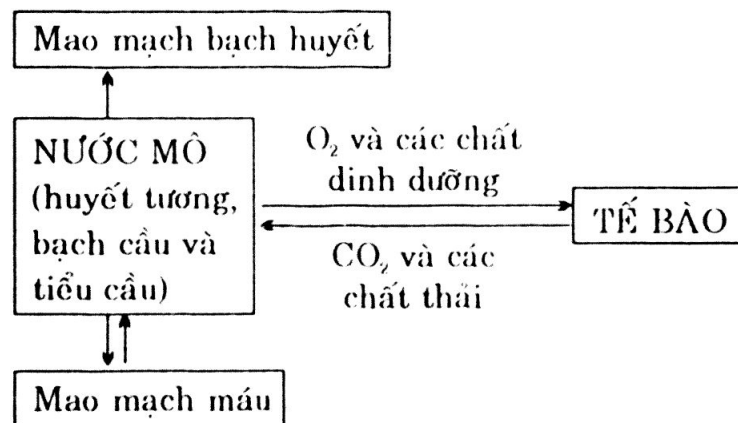 Mao mạch bạch huyết
NƯỚC MÔ
(huyết tương,
bạch cầu và
tiểu cầu)
O₂ và các chất
dinh dưỡng
CO₂ và các
chất thải
TẾ BÀO
Mao mạch máu